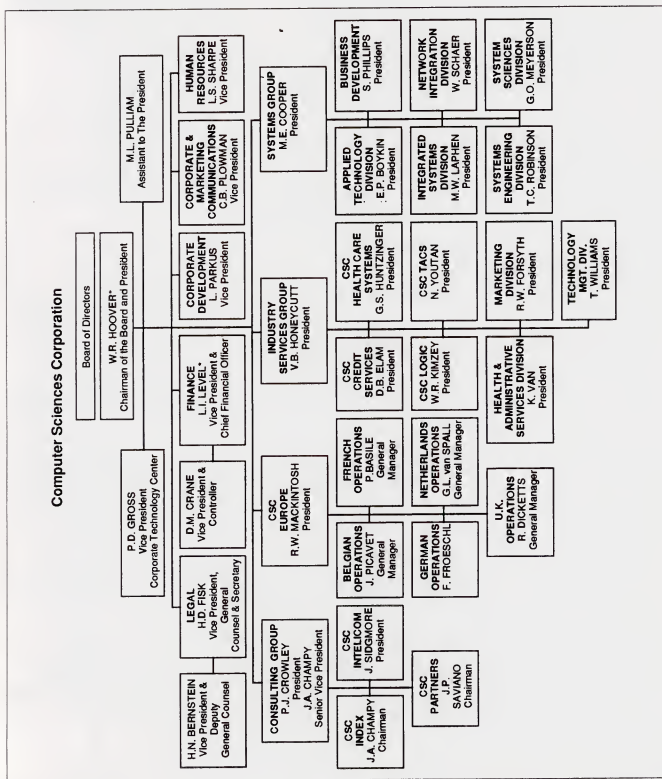 Computer Sciences Corporation
Board of Directors
W.R. HOOVER*
Chairman of the Board and President
P.D. GROSS
Vice President
Corporate Technology Center
M.L. PULLIAM
Assistant to The President
H.N. BERNSTEIN
Vice President &
Deputy
General Counsel
LEGAL
H.D. FISK
Vice President,
General
Counsel & Secretary
D.M. CRANE
Vice President &
Controller
FINANCE
L.I. LEVEL*
Vice President &
Chief Financial Officer
CORPORATE
DEVELOPMENT
L. PARKUS
Vice President
CORPORATE &
MARKETING
COMMUNICATIONS
C.B. PLOWMAN
Vice President
HUMAN
RESOURCES
L.S. SHARPE
Vice President
CONSULTING GROUP
P.J. CROWLEY
President
J.A. CHAMPY
Senior Vice President
CSC
EUROPE
R.W. MACKINTOSH
President
INDUSTRY
SERVICES GROUP
V.B. HONEYCUTT
President
SYSTEMS GROUP
M.E. COOPER
President
CSC
INDEX
J.A. CHAMPY
Chairman
CSC
INTELICOM
J. SIDGMORE
President
CSC
PARTNERS
J.P.
SAVIANO
Chairman
BELGIAN
OPERATIONS
J. PICAVET
General
Manager
FRENCH
OPERATIONS
P.BASILE
General
Manager
GERMAN
OPERATIONS
F. FROESCHL
NETHERLANDS
OPERATIONS
G.L. van SPALL
General Manager
U.K.
OPERATIONS
R. DICKETTS
General Manager
CSC
CREDIT
SERVICES
D.B. ELAM
President
CSC
HEALTH CARE
SYSTEMS
G.S. HUNTZINGER
President
CSC LOGIC
W.R. KIMZEY
President
CSC TACS
N. YOUTAN
President
HEALTH &
ADMINISTRATIVE
SERVICES DIVISION
K. VAN
President
MARKETING
DIVISION
R.W. FORSYTH
President
TECHNOLOGY
MGT. DIV.
T. WILLIAMS
President
APPLIED
TECHNOLOGY
DIVISION
E.P. BOYKIN
President
BUSINESS
DEVELOPMENT
S. PHILLIPS
President
INTEGRATED
SYSTEMS
DIVISION
M.W. LAPHEN
President
NETWORK
INTEGRATION
DIVISION
W. SCHAER
President
SYSTEMS
ENGINEERING
DIVISION
T.C. ROBINSON
President
SYSTEM
SCIENCES
DIVISION
G.O. MEYERSON
President